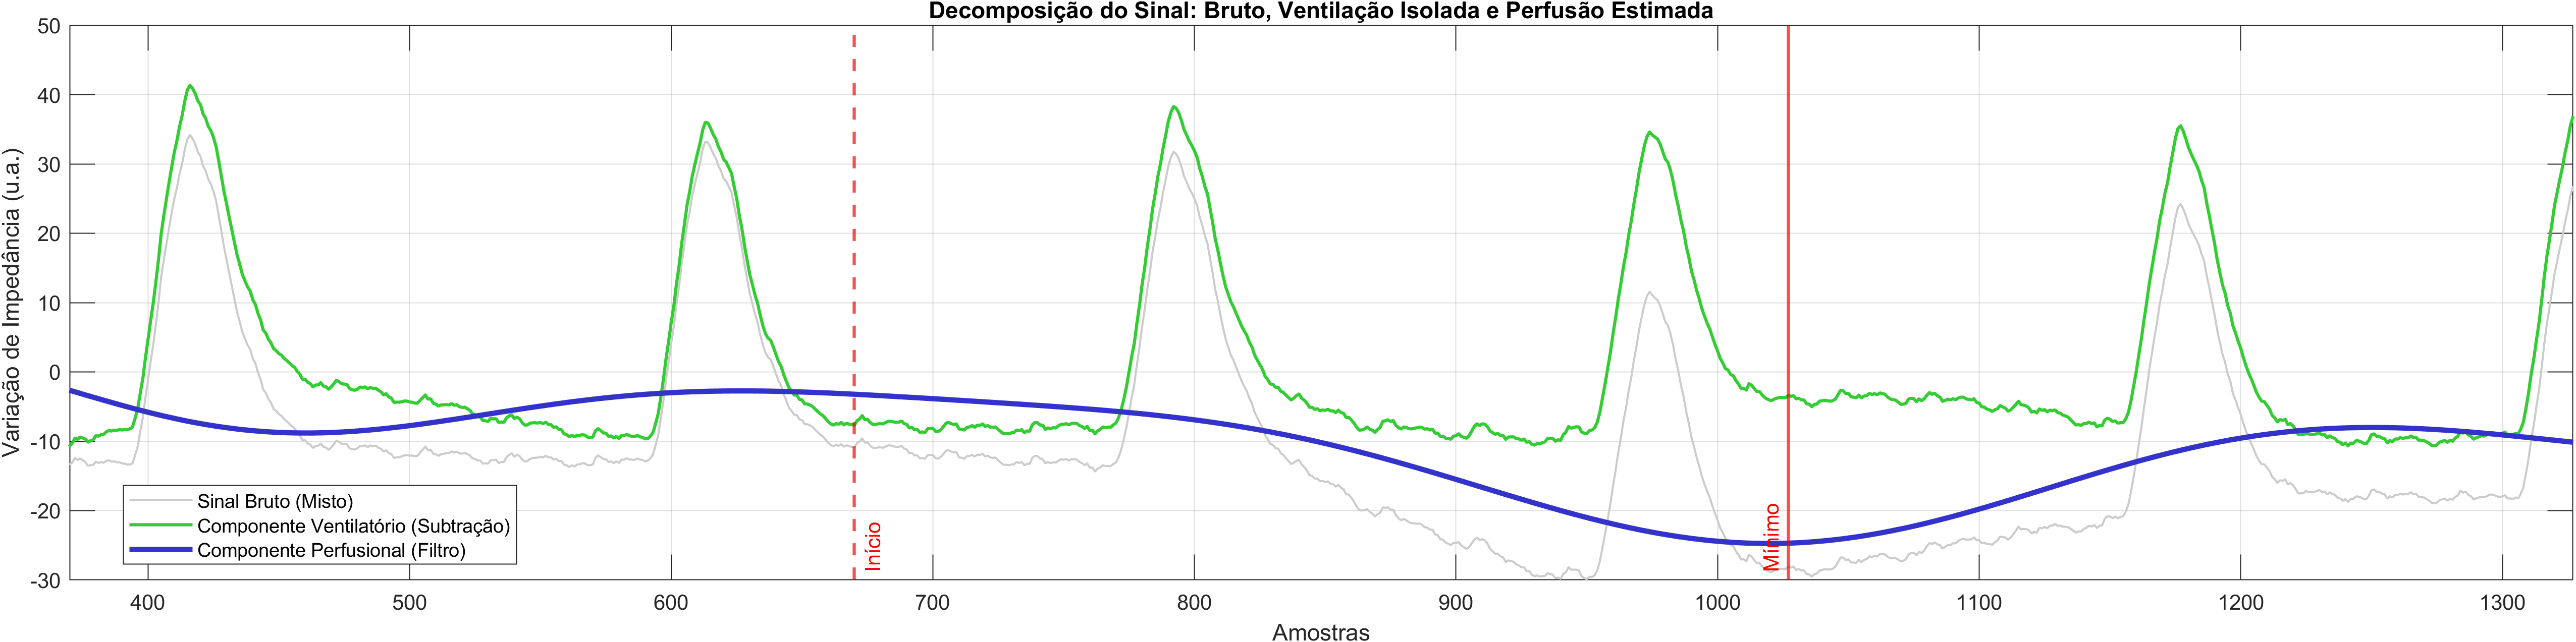 Decomposição do Sinal: Bruto, Ventilação Isolada e Perfusão Estimada
Variação de Impedância (u.a.)
50
40
30
20
10
0
-10
-20
-30
Início
Mínimo
Sinal Bruto (Misto)
Componente Ventilatório (Subtração)
Componente Perfusional (Filtro)
400 500 600 700 800 900 1000 1100 1200 1300
Amostras